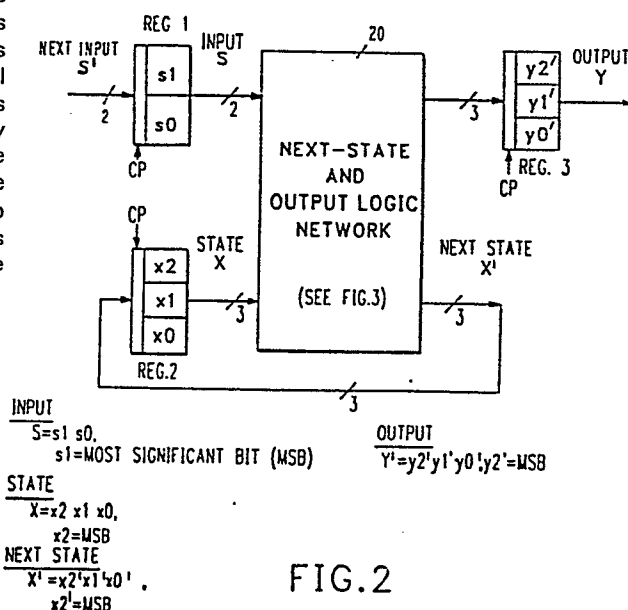 REG 1
20
NEXT INPUT
S'
INPUT
S
OUTPUT
Y
s1
s0
2
2
CP
y2'
y1'
y0'
3
CP
REG. 3
NEXT-STATE
AND
OUTPUT LOGIC
NETWORK
(SEE FIG.3)
CP
x2
x1
x0
STATE
X
3
NEXT STATE
X'
3
REG.2
3
INPUT
S=s1 s0,
s1=MOST SIGNIFICANT BIT (MSB)
OUTPUT
Y'=y2'y1'y0',y2'=MSB
STATE
X=x2 x1 x0,
x2=MSB
NEXT STATE
X'=x2'x1'x0',
x2'=MSB
FIG.2